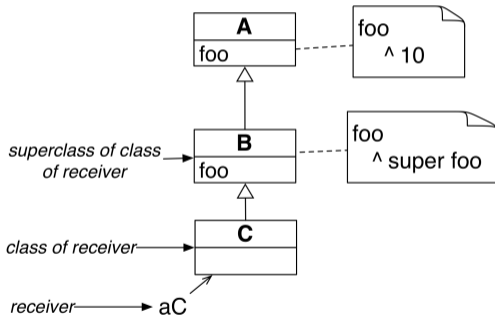 A
foo
foo
^ 10
superclass of class
of receiver
B
foo
foo
^ super foo
class of receiver
C
receiver
aC